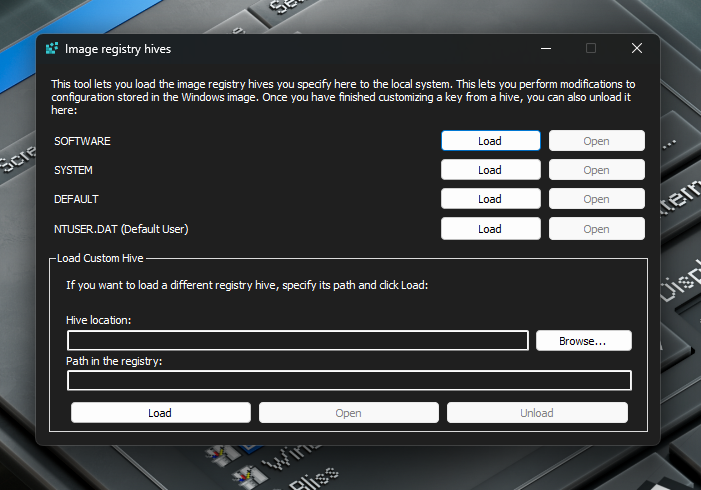 Image registry hives
This tool lets you load the image registry hives you specify here to the local system. This lets you perform modifications to
configuration stored in the Windows image. Once you have finished customizing a key from a hive, you can also unload it
here:
SOFTWARE Load Open
SYSTEM Load Open
DEFAULT Load Open
NTUSER.DAT (Default User) Load Open
Load Custom Hive
If you want to load a different registry hive, specify its path and click Load:
Hive location:
Browse...
Path in the registry:
Load Open Unload
Bliss